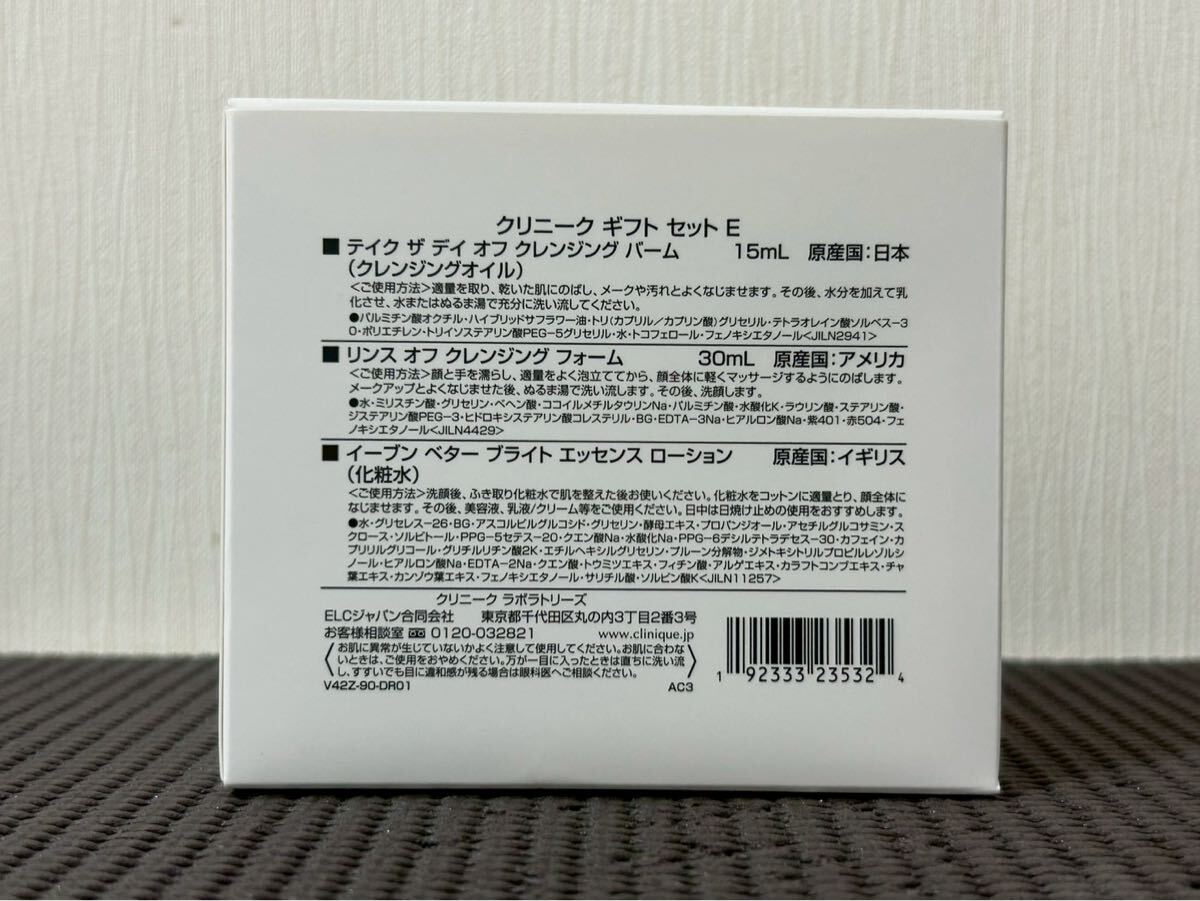 クリニーク ギフト セット E
■ テイク ザ デイ オフ クレンジング バーム 15mL 原産国:日本
(クレンジングオイル)
<ご使用方法>適量を取り、乾いた肌にのばし、メークや汚れとよくなじませます。その後、水分を加えて乳
化させ、水またはぬるま湯で充分に洗い流してください。
●パルミチン酸オクチル・ハイブリッドサフラワー油・トリ(カプリル/カプリン酸)グリセリル・テトラオレイン酸ソルベス-3
0・ポリエチレン・トリイソステアリン酸PEG-5グリセリル・水・トコフェロール・フェノキシエタノール<JILN2941>
■ リンス オフ クレンジング フォーム 30mL 原産国:アメリカ
<ご使用方法>顔と手を濡らし、適量をよく泡立ててから、顔全体に軽くマッサージするようにのばします。
メークアップとよくなじませた後、ぬるま湯で洗い流します。その後、洗顔します。
●水・ミリスチン酸・グリセリン・ベヘン酸・ココイルメチルタウリンNa・パルミチン酸・水酸化K・ラウリン酸・ステアリン酸・
ジステアリン酸PEG-3・ヒドロキシステアリン酸コレステリル・BG・EDTA-3Na・ヒアルロン酸Na・紫401・赤504・フェ
ノキシエタノール<JILN4429>
■ イーブン ベター ブライト エッセンス ローション 原産国:イギリス
(化粧水)
<ご使用方法>洗顔後、ふき取り化粧水で肌を整えた後お使いください。化粧水をコットンに適量とり、顔全体に
なじませます。その後、美容液、乳液/クリーム等をご使用ください。日中は日焼け止めの使用をおすすめします。
●水・グリセレス-26・BG・アスコルビルグルコシド・グリセリン・酵母エキス・プロパンジオール・アセチルグルコサミン・ス
クロース・ソルビトール・PPG-5セテス-20・クエン酸Na・水酸化Na・PPG-6デシルテトラデセス-30・カフェイン・カ
プリリルグリコール・グリチルリチン酸2K・エチルヘキシルグリセリン・プルーン分解物・ジメトキシトリルプロピルレゾルシ
ノール・ヒアルロン酸Na・EDTA-2Na・クエン酸・トウミツエキス・フィチン酸・アルゲエキス・カラフトコンブエキス・チャ
葉エキス・カンゾウ葉エキス・フェノキシエタノール・サリチル酸・ソルビン酸K<JILN11257>
クリニーク ラボラトリーズ
ELCジャパン合同会社 東京都千代田区丸の内3丁目2番3号
お客様相談室 0120-032821 www.clinique.jp
お肌に異常が生じていないかよく注意して使用してください。お肌に合わな
いときは、ご使用をおやめください。万が一目に入ったときは直ちに洗い流
し、すすいでも目に違和感が残る場合は眼科医へご相談ください。
V42Z-90-DR01 AC3
1 92333 23532 4